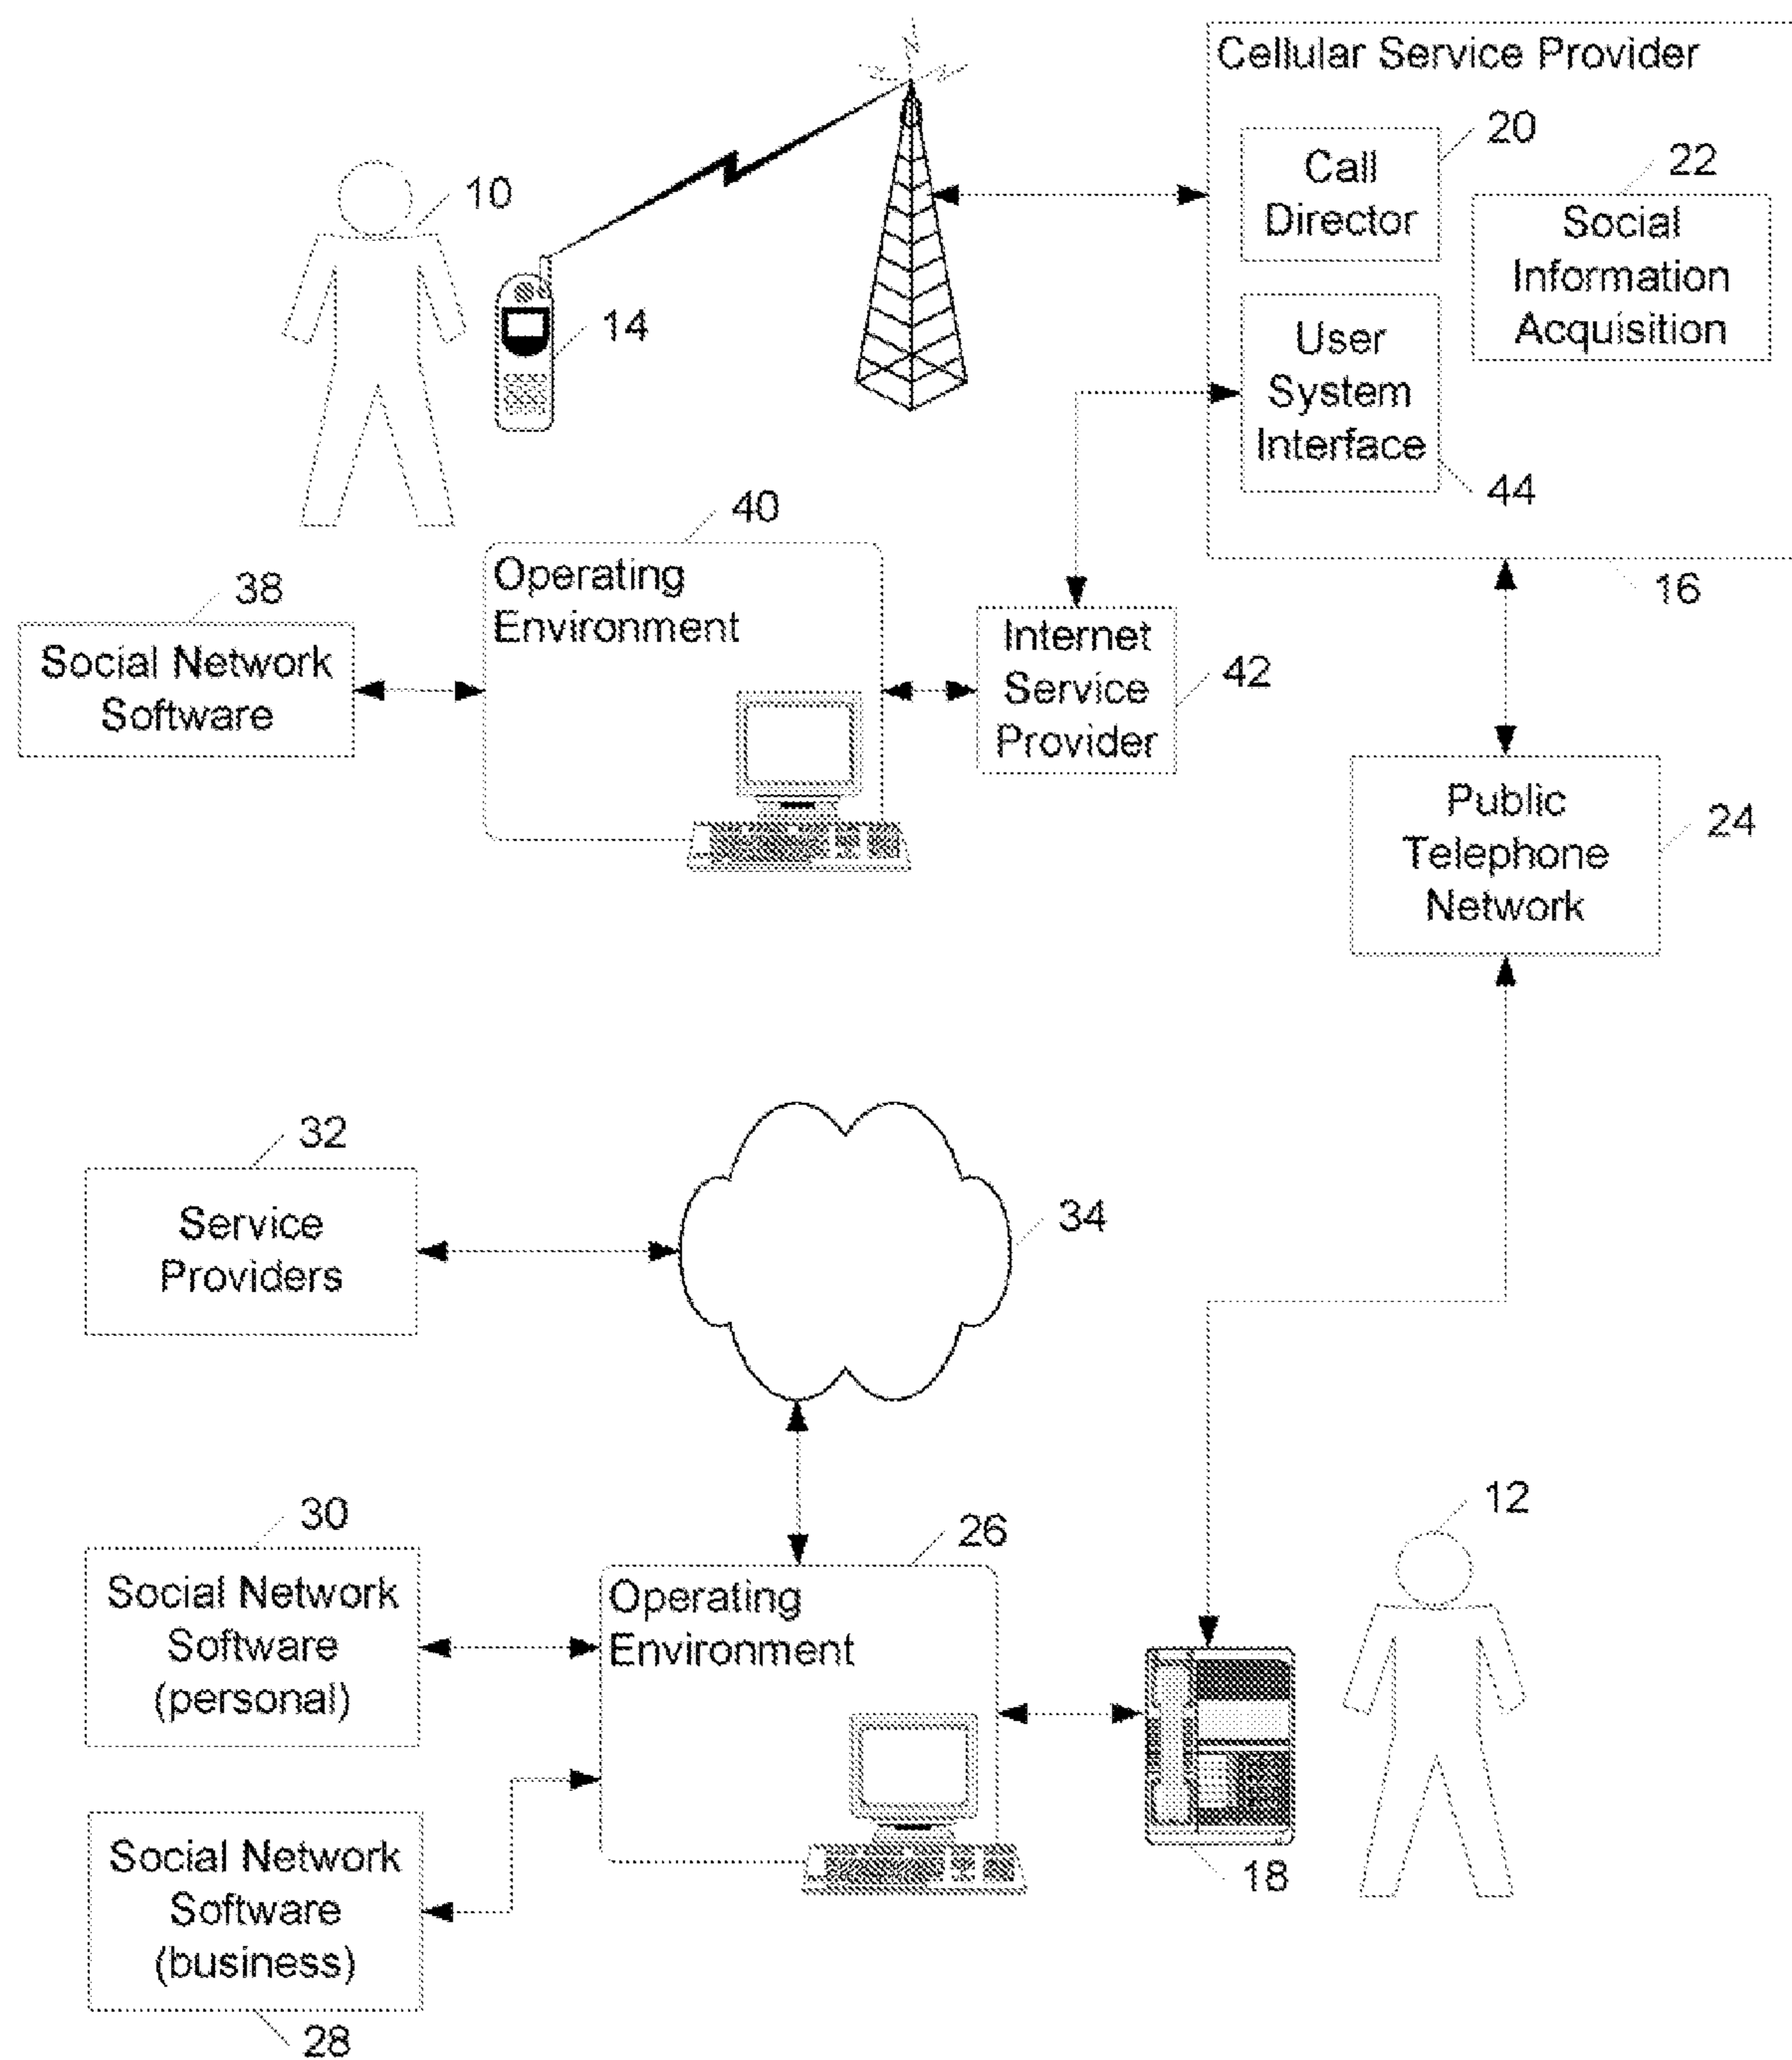 Cellular Service Provider
20
Call
Director
22
Social
Information
Acquisition
10
14
User
System
Interface
44
16
40
Operating
Environment
38
Social Network
Software
Internet
Service
Provider
42
Public
Telephone
Network
24
32
Service
Providers
34
30
Social Network
Software
(personal)
26
Operating
Environment
12
18
Social Network
Software
(business)
28